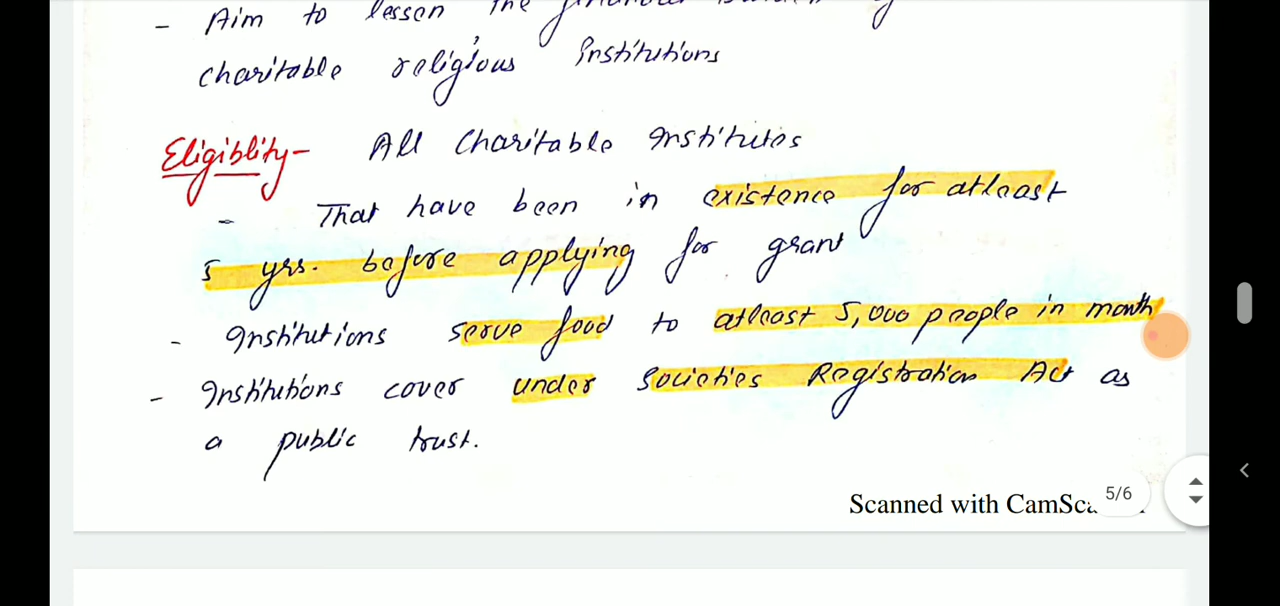 - Aim to lesson the
charitable religious institutions
Eligiblity- All Charitable Institutes
- That have been in existence for atleast
5 yrs. before applying for grant
- Institutions serve food to atleast 5,000 people in month
- Institutions cover under Societies Registration Act as
a public trust.
Scanned with CamSca
5/6